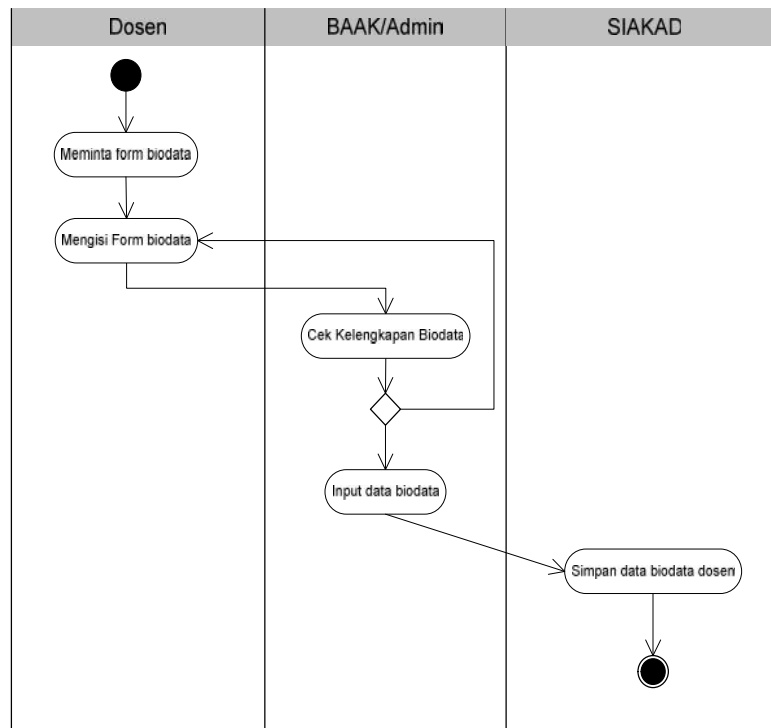 Dosen
BAAK/Admin
SIAKAD
Meminta form biodata
Mengisi Form biodata
Cek Kelengkapan Biodata
Input data biodata
Simpan data biodata dosen